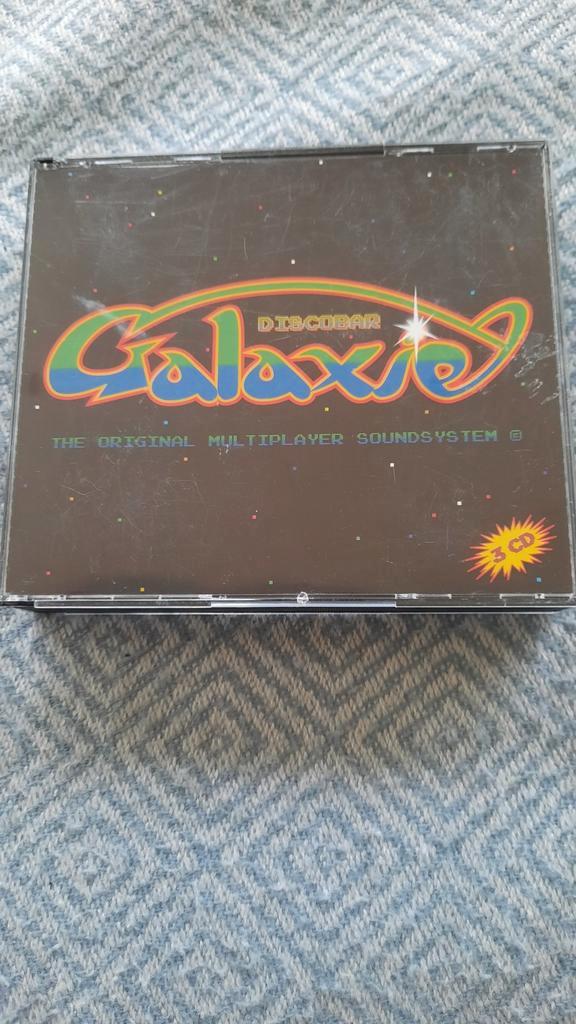 DISCOBAR
Galaxie
THE ORIGINAL MULTIPLAYER SOUNDSYSTEM ©
3 CD